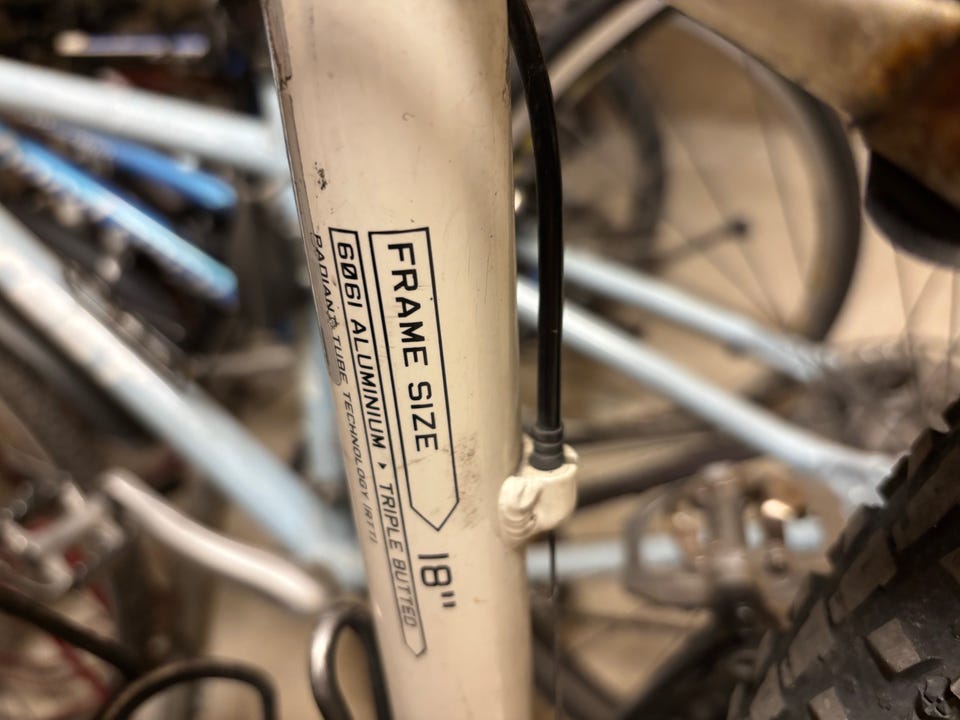 FRAME SIZE 18"
6061 ALUMINIUM ▸ TRIPLE BUTTED
RADIANT TUBE TECHNOLOGY (RTT)